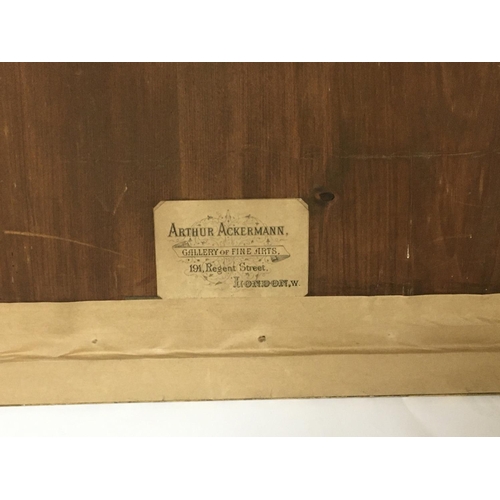 ARTHUR ACKERMANN,
GALLERY OF FINE ARTS,
191, Regent Street.
LONDON, W.